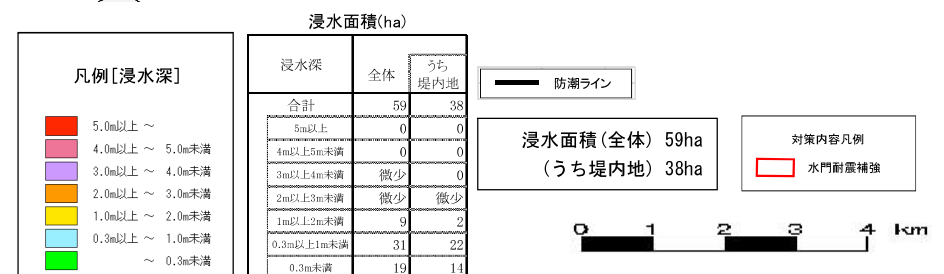 浸水面積(ha)
凡例[浸水深]
5.0m以上 ～
4.0m以上 ～ 5.0m未満
3.0m以上 ～ 4.0m未満
2.0m以上 ～ 3.0m未満
1.0m以上 ～ 2.0m未満
0.3m以上 ～ 1.0m未満
～ 0.3m未満
浸水深 全体 うち
堤内地
合計 59 38
5m以上 0 0
4m以上5m未満 0 0
3m以上4m未満 微少 0
2m以上3m未満 微少 微少
1m以上2m未満 9 2
0.3m以上1m未満 31 22
0.3m未満 19 14
防潮ライン
浸水面積(全体) 59ha
(うち堤内地) 38ha
対策内容凡例
水門耐震補強
0 1 2 3 4 km